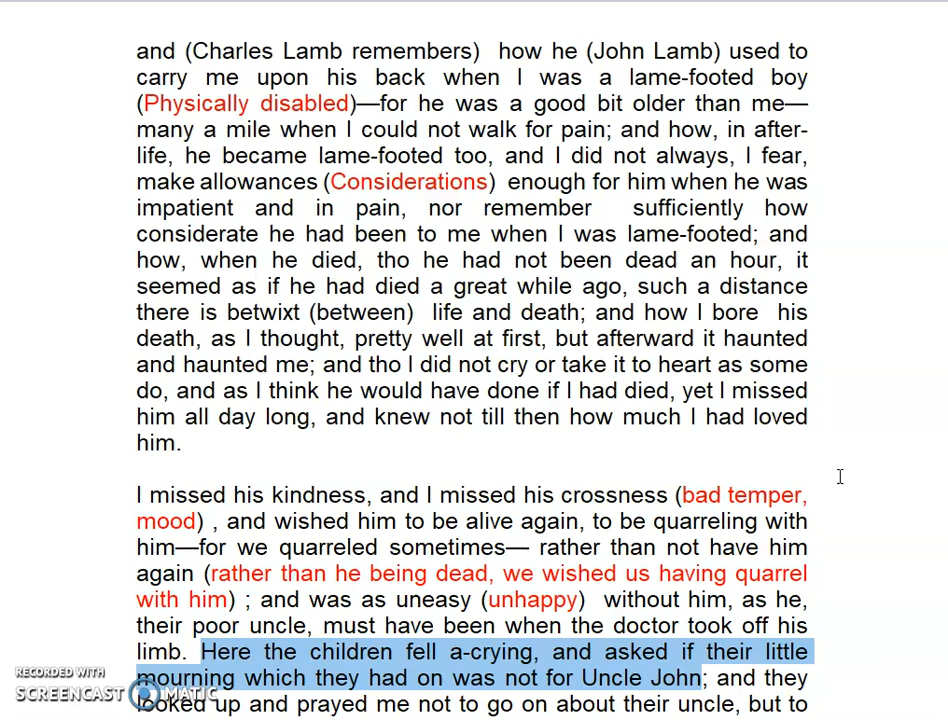 and (Charles Lamb remembers) how he (John Lamb) used to
carry me upon his back when I was a lame-footed boy
(Physically disabled)—for he was a good bit older than me—
many a mile when I could not walk for pain; and how, in after-
life, he became lame-footed too, and I did not always, I fear,
make allowances (Considerations) enough for him when he was
impatient and in pain, nor remember sufficiently how
considerate he had been to me when I was lame-footed; and
how, when he died, tho he had not been dead an hour, it
seemed as if he had died a great while ago, such a distance
there is betwixt (between) life and death; and how I bore his
death, as I thought, pretty well at first, but afterward it haunted
and haunted me; and tho I did not cry or take it to heart as some
do, and as I think he would have done if I had died, yet I missed
him all day long, and knew not till then how much I had loved
him.
I missed his kindness, and I missed his crossness (bad temper,
mood) , and wished him to be alive again, to be quarreling with
him—for we quarreled sometimes— rather than not have him
again (rather than he being dead, we wished us having quarrel
with him) ; and was as uneasy (unhappy) without him, as he,
their poor uncle, must have been when the doctor took off his
limb. Here the children fell a-crying, and asked if their little
mourning which they had on was not for Uncle John; and they
looked up and prayed me not to go on about their uncle, but to
RECORDED WITH
SCREENCAST MATIC